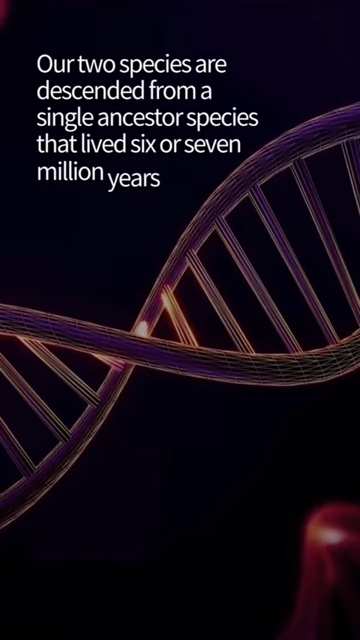 Our two species are
descended from a
single ancestor species
that lived six or seven
million years